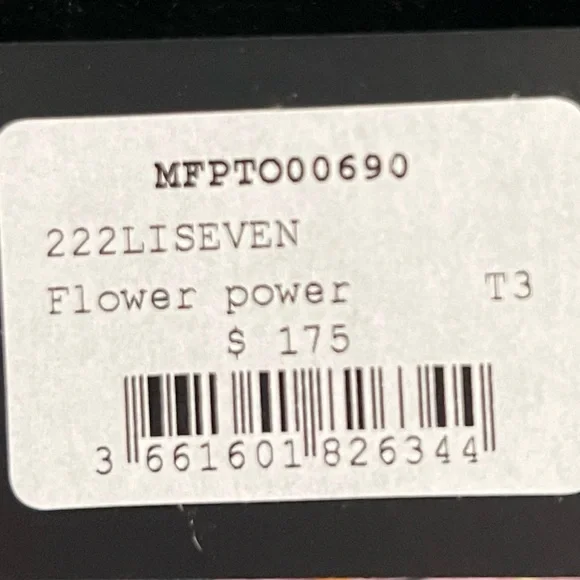 MFPTO00690
222LISEVEN
Flower power T3
$ 175
3 661601 826344